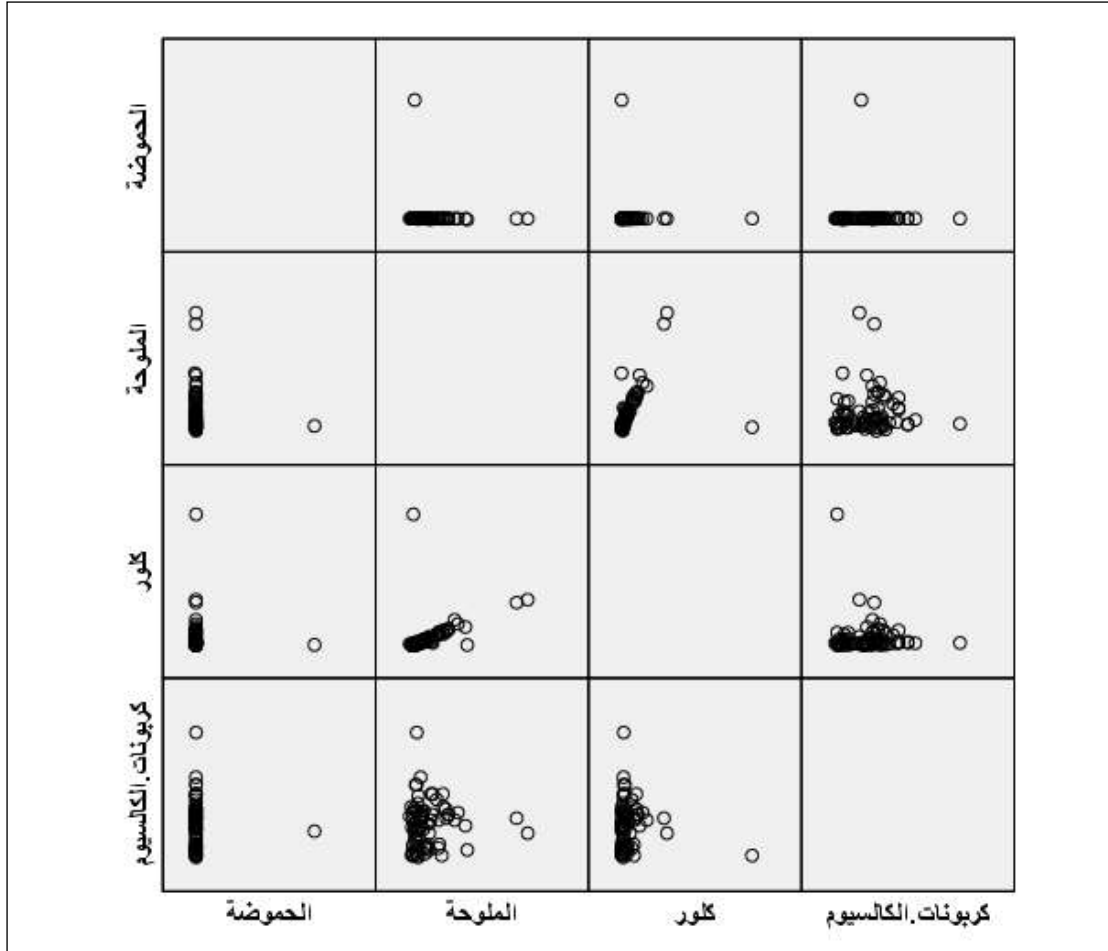 الحموضة
الملوحة
كلور
كربونات.الكالسيوم
الحموضة
الملوحة
كلور
كربونات.الكالسيوم